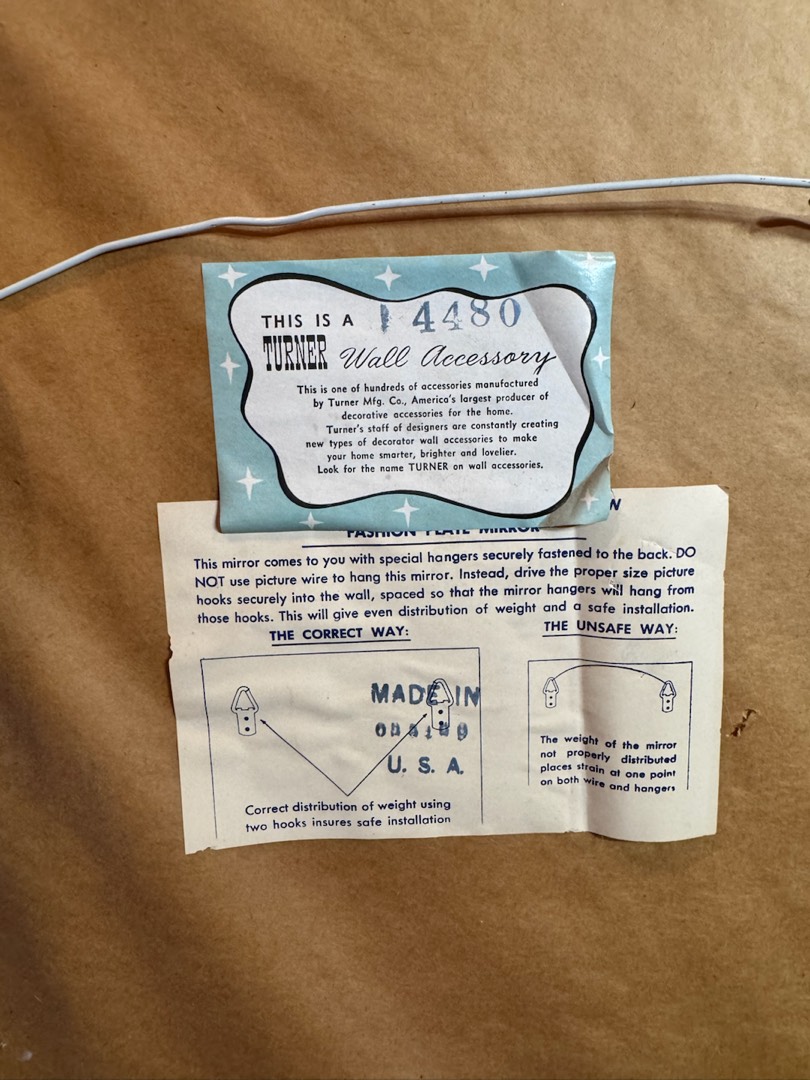 THIS IS A 4480
TURNER Wall Accessory
This is one of hundreds of accessories manufactured
by Turner Mfg. Co., America's largest producer of
decorative accessories for the home.
Turner's staff of designers are constantly creating
new types of decorator wall accessories to make
your home smarter, brighter and lovelier.
Look for the name TURNER on wall accessories.
FASHION PLATE MIRROR
This mirror comes to you with special hangers securely fastened to the back. DO
NOT use picture wire to hang this mirror. Instead, drive the proper size picture
hooks securely into the wall, spaced so that the mirror hangers will hang from
those hooks. This will give even distribution of weight and a safe installation.
THE CORRECT WAY:
MADE IN
U. S. A.
Correct distribution of weight using
two hooks insures safe installation
THE UNSAFE WAY:
The weight of the mirror
not properly distributed
places strain at one point
on both wire and hangers